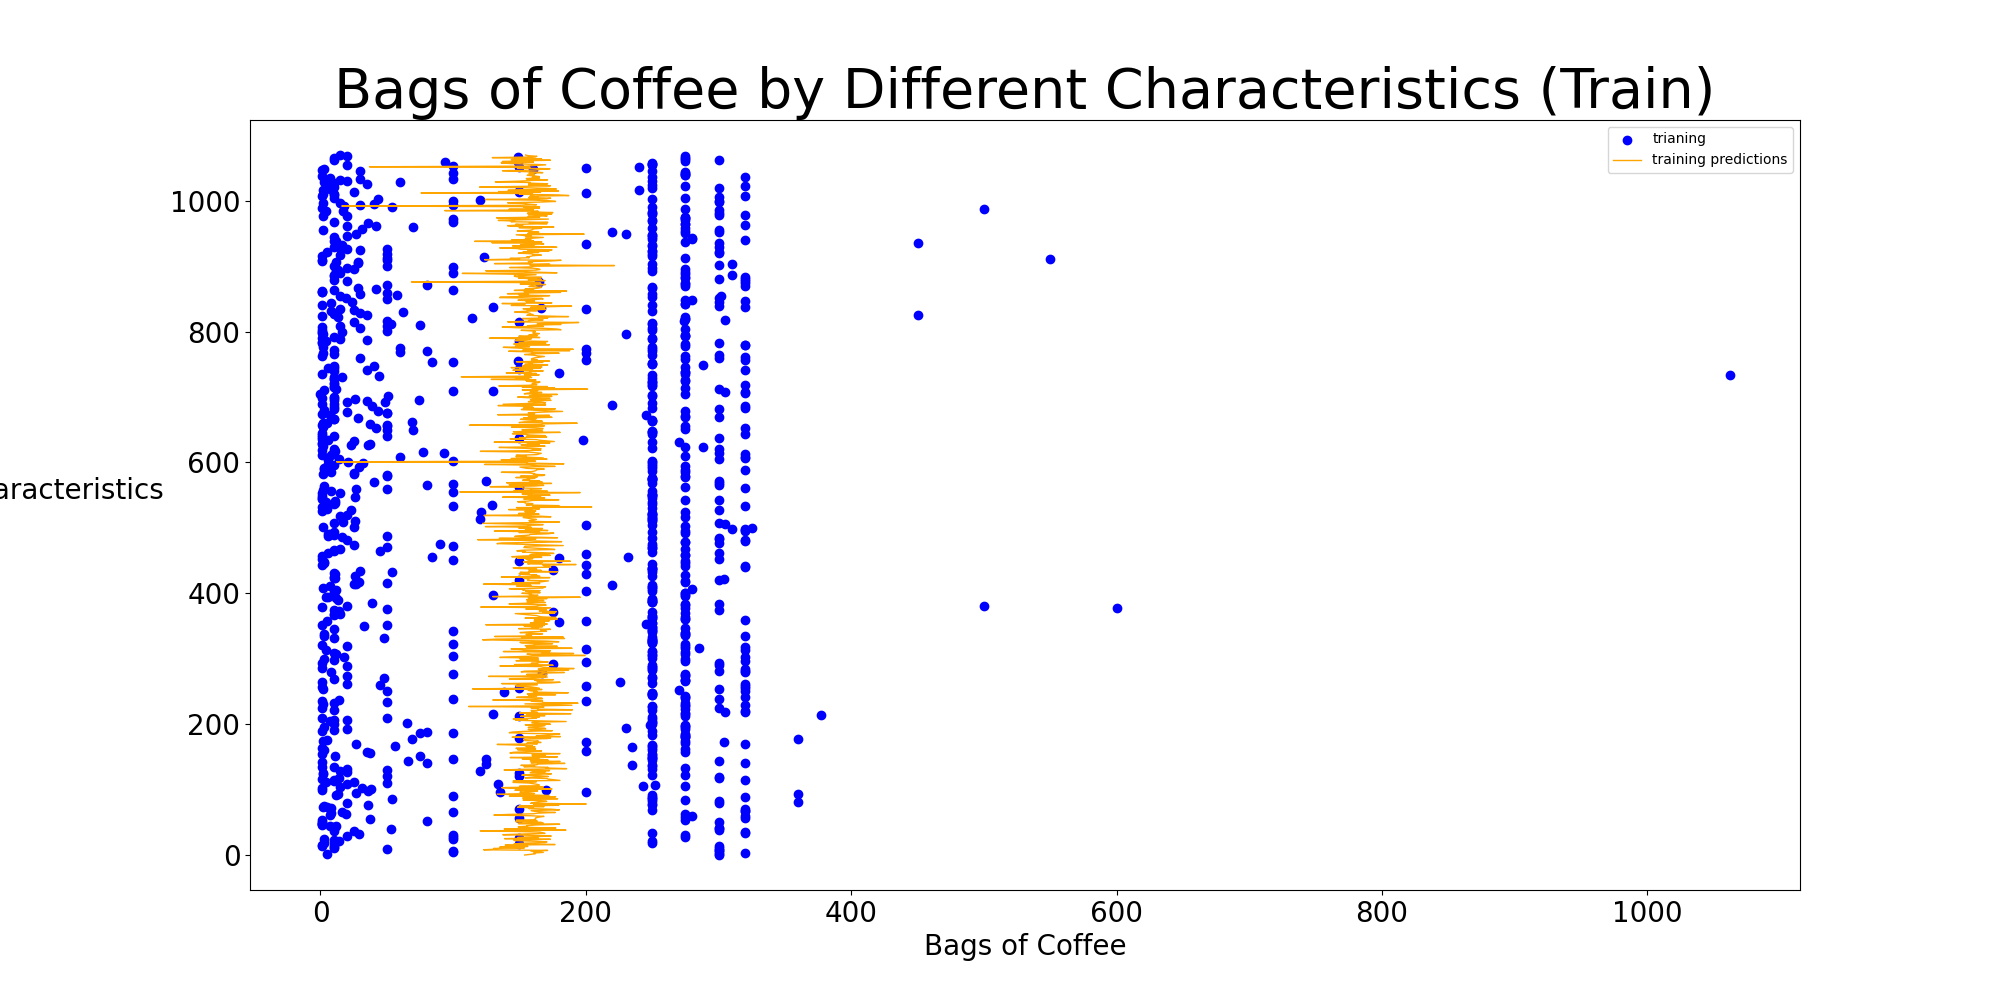 Bags of Coffee by Different Characteristics (Train)
trianing
training predictions
1000
800
600
400
200
0
aracteristics
0 200 400 600 800 1000
Bags of Coffee